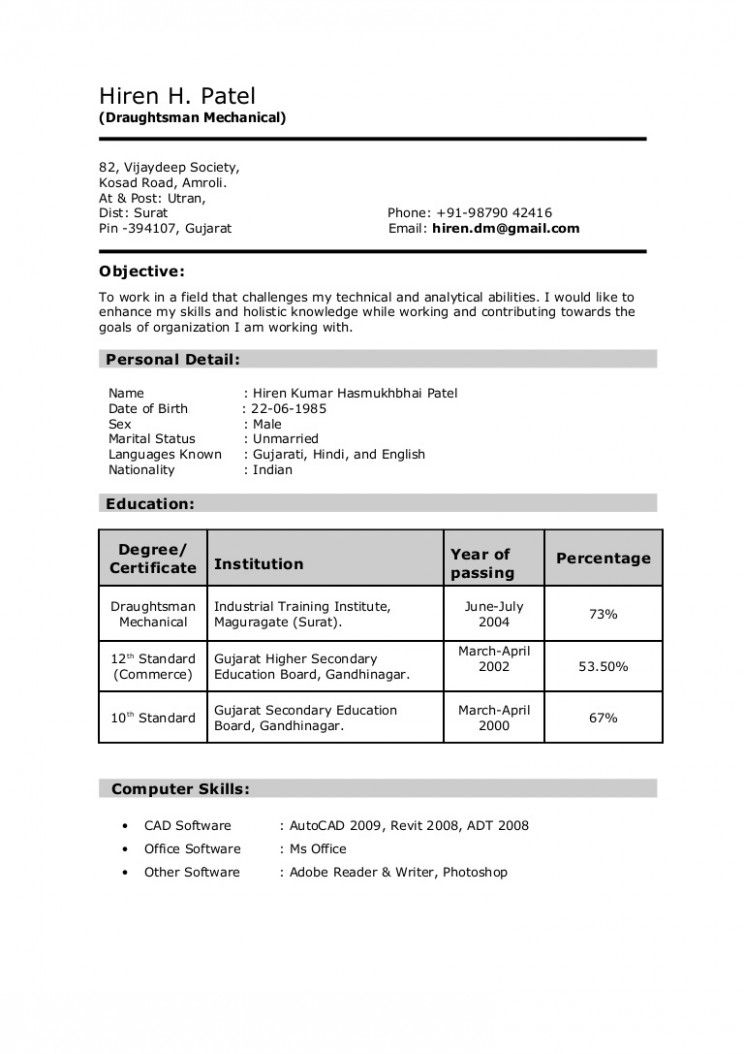 Hiren H. Patel
(Draughtsman Mechanical)
82, Vijaydeep Society,
Kosad Road, Amroli.
At & Post: Utran,
Dist: Surat Phone: +91-98790 42416
Pin -394107, Gujarat Email: hiren.dm@gmail.com
Objective:
To work in a field that challenges my technical and analytical abilities. I would like to
enhance my skills and holistic knowledge while working and contributing towards the
goals of organization I am working with.
Personal Detail:
Name : Hiren Kumar Hasmukhbhai Patel
Date of Birth : 22-06-1985
Sex : Male
Marital Status : Unmarried
Languages Known : Gujarati, Hindi, and English
Nationality : Indian
Education:
Degree/
Certificate
Institution
Year of
passing
Percentage
Draughtsman
Mechanical
Industrial Training Institute,
Maguragate (Surat).
June-July
2004
73%
12th Standard
(Commerce)
Gujarat Higher Secondary
Education Board, Gandhinagar.
March-April
2002
53.50%
10th Standard
Gujarat Secondary Education
Board, Gandhinagar.
March-April
2000
67%
Computer Skills:
• CAD Software : AutoCAD 2009, Revit 2008, ADT 2008
• Office Software : Ms Office
• Other Software : Adobe Reader & Writer, Photoshop